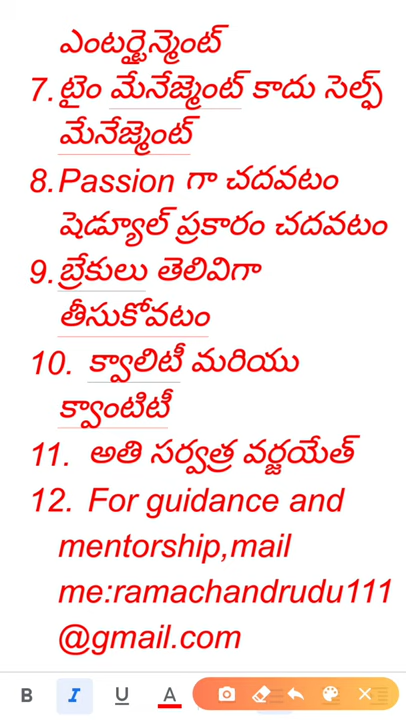 ఎంటర్టైన్మెంట్
7. టైం మేనేజ్మెంట్ కాదు సెల్ఫ్
మేనేజ్మెంట్
8. Passion గా చదవటం
షెడ్యూల్ ప్రకారం చదవటం
9. బ్రేకులు తెలివిగా
తీసుకోవటం
10. క్వాలిటీ మరియు
క్వాంటిటీ
11. అతి సర్వత్ర వర్జయేత్
12. For guidance and
mentorship,mail
me:ramachandrudu111
@gmail.com
B I U A